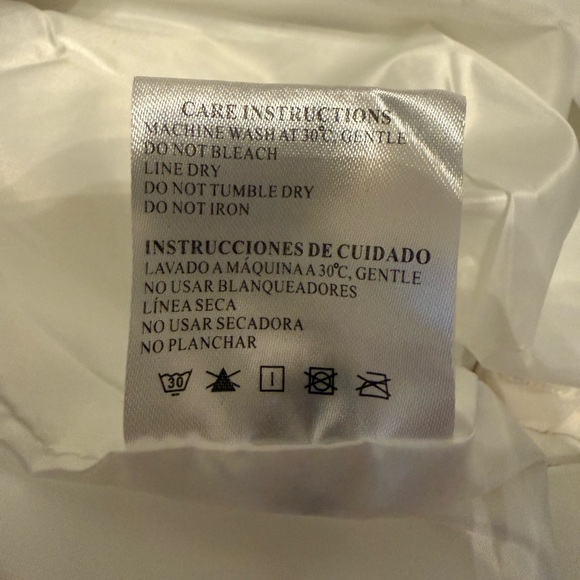 CARE INSTRUCTIONS
MACHINE WASH AT 30℃, GENTLE
DO NOT BLEACH
LINE DRY
DO NOT TUMBLE DRY
DO NOT IRON
INSTRUCCIONES DE CUIDADO
LAVADO A MÁQUINA A 30℃, GENTLE
NO USAR BLANQUEADORES
LÍNEA SECA
NO USAR SECADORA
NO PLANCHAR
30